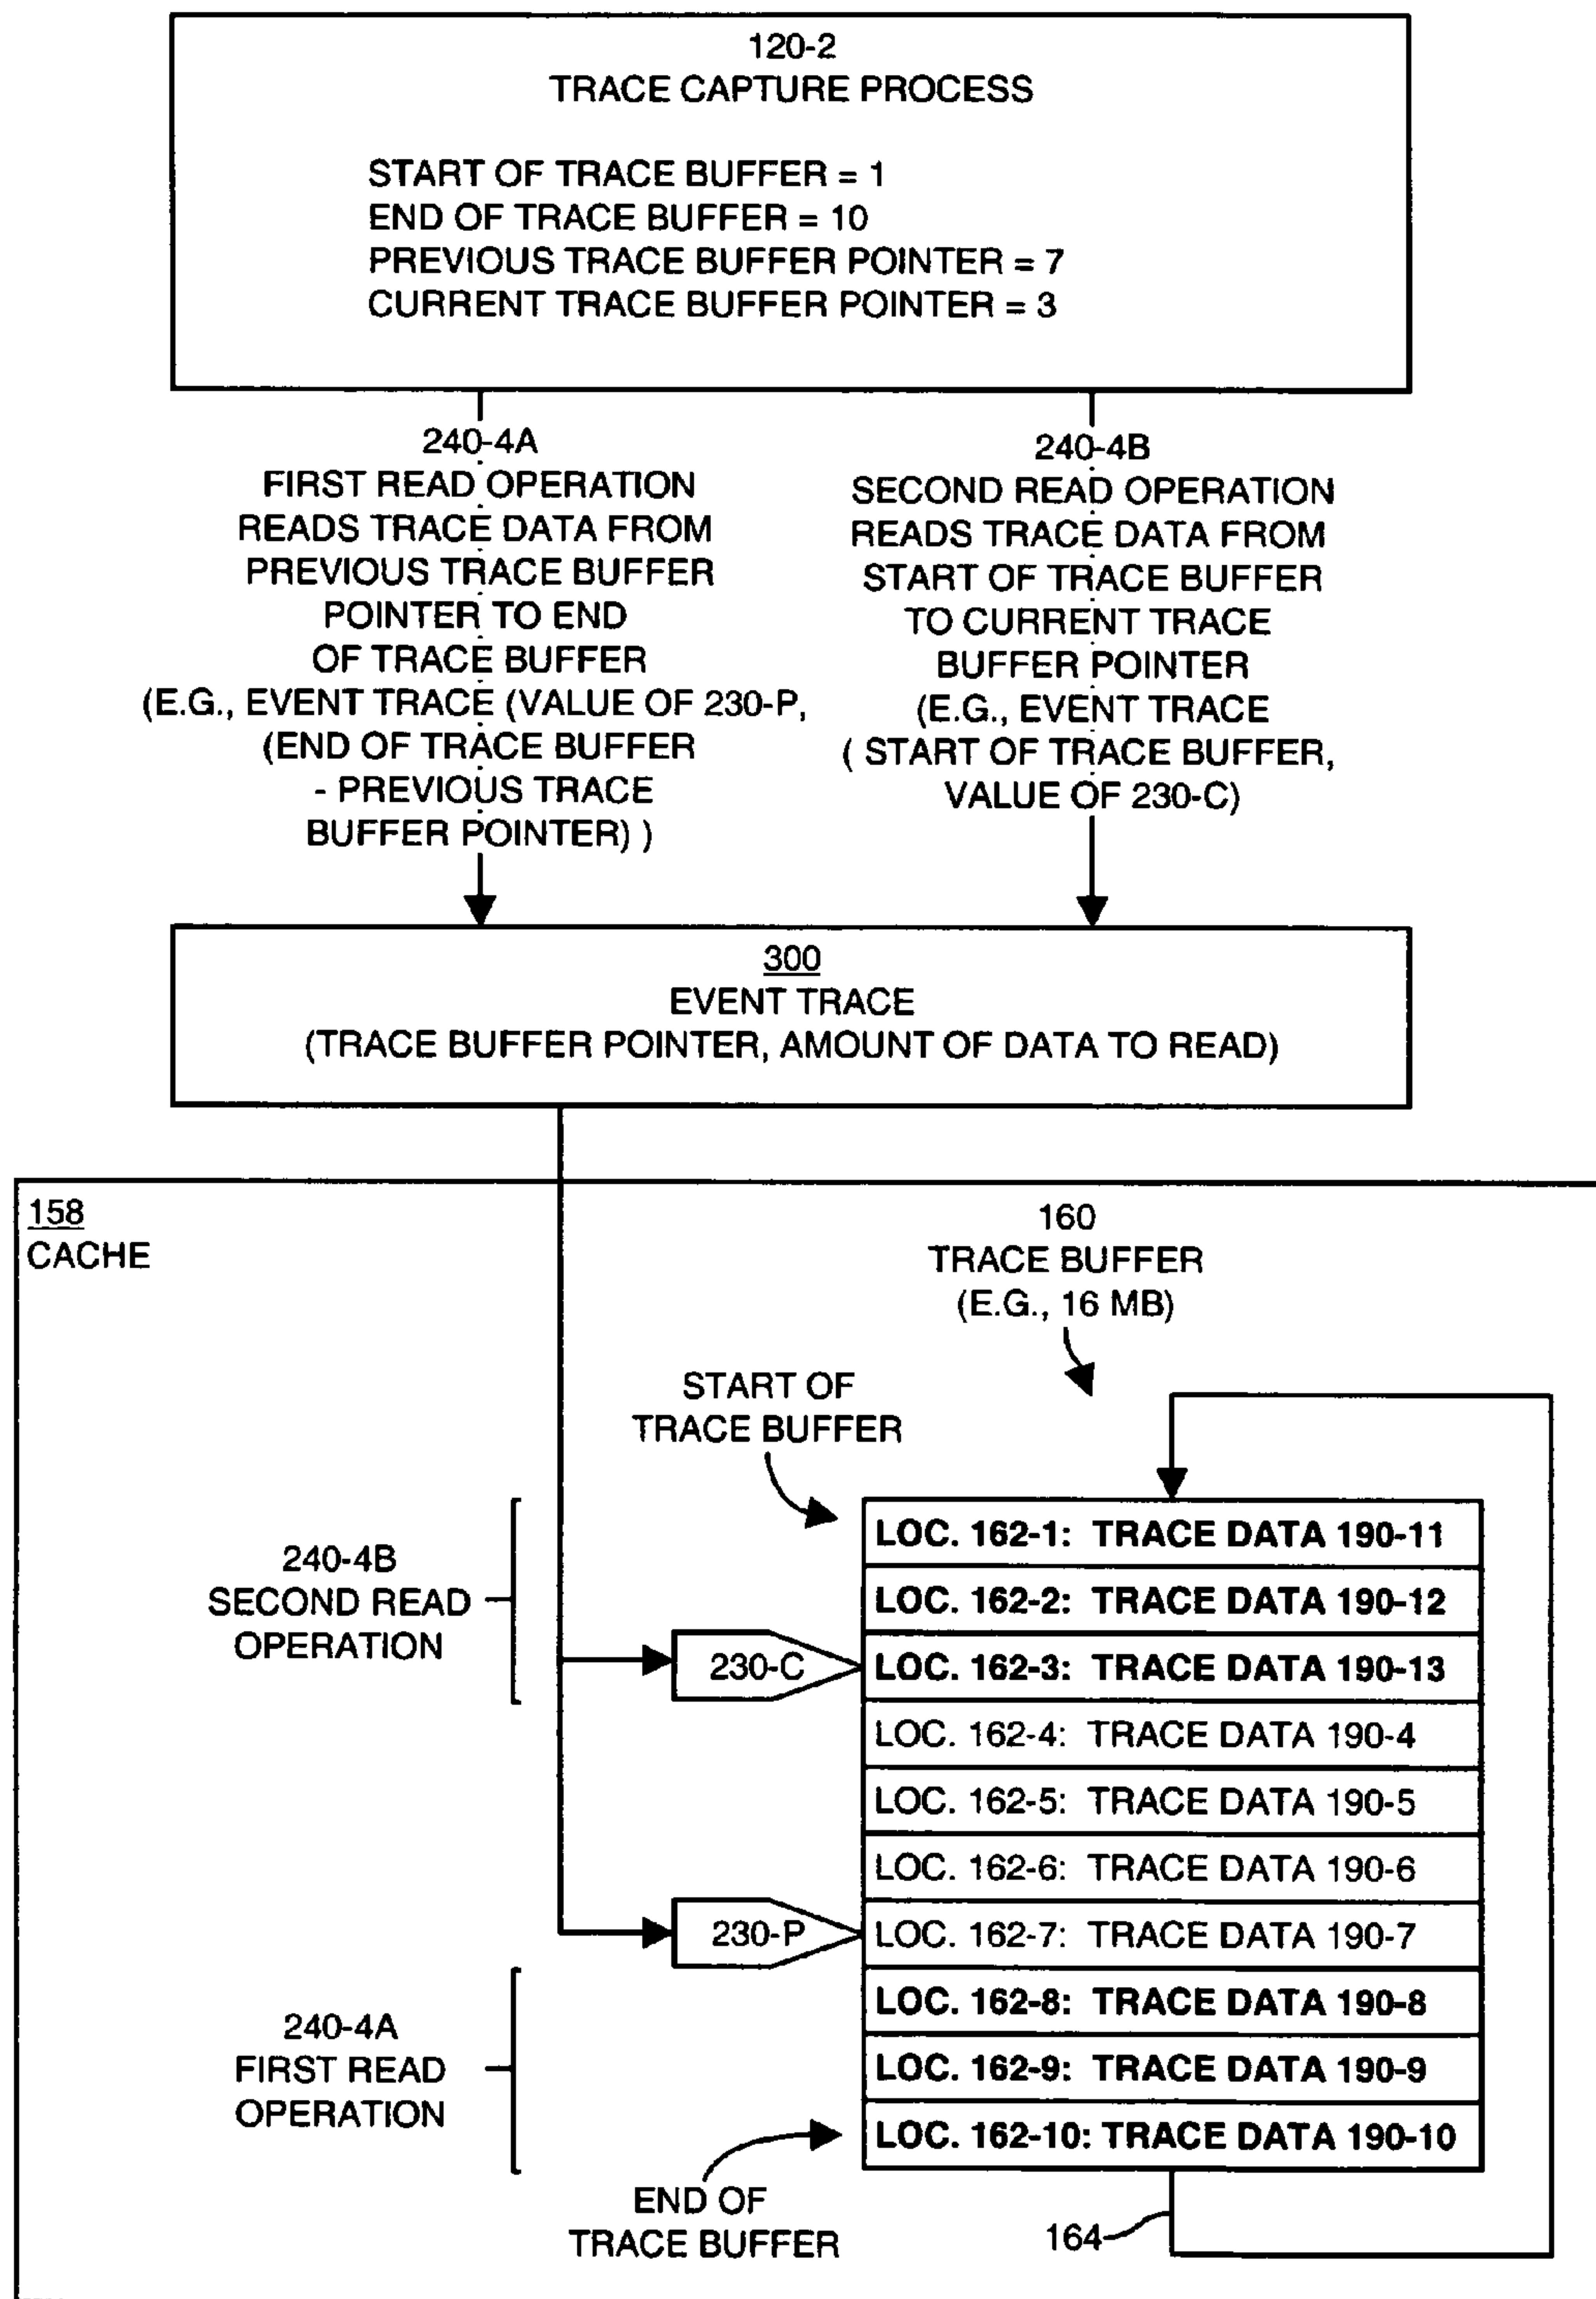 120-2
TRACE CAPTURE PROCESS
START OF TRACE BUFFER = 1
END OF TRACE BUFFER = 10
PREVIOUS TRACE BUFFER POINTER = 7
CURRENT TRACE BUFFER POINTER = 3
240-4A
FIRST READ OPERATION
READS TRACE DATA FROM
PREVIOUS TRACE BUFFER
POINTER TO END
OF TRACE BUFFER
(E.G., EVENT TRACE (VALUE OF 230-P,
(END OF TRACE BUFFER
- PREVIOUS TRACE
BUFFER POINTER) )
240-4B
SECOND READ OPERATION
READS TRACE DATA FROM
START OF TRACE BUFFER
TO CURRENT TRACE
BUFFER POINTER
(E.G., EVENT TRACE
( START OF TRACE BUFFER,
VALUE OF 230-C)
300
EVENT TRACE
(TRACE BUFFER POINTER, AMOUNT OF DATA TO READ)
158
CACHE
160
TRACE BUFFER
(E.G., 16 MB)
START OF
TRACE BUFFER
240-4B
SECOND READ
OPERATION
230-C
230-P
240-4A
FIRST READ
OPERATION
LOC. 162-1: TRACE DATA 190-11
LOC. 162-2: TRACE DATA 190-12
LOC. 162-3: TRACE DATA 190-13
LOC. 162-4: TRACE DATA 190-4
LOC. 162-5: TRACE DATA 190-5
LOC. 162-6: TRACE DATA 190-6
LOC. 162-7: TRACE DATA 190-7
LOC. 162-8: TRACE DATA 190-8
LOC. 162-9: TRACE DATA 190-9
LOC. 162-10: TRACE DATA 190-10
END OF
TRACE BUFFER
164